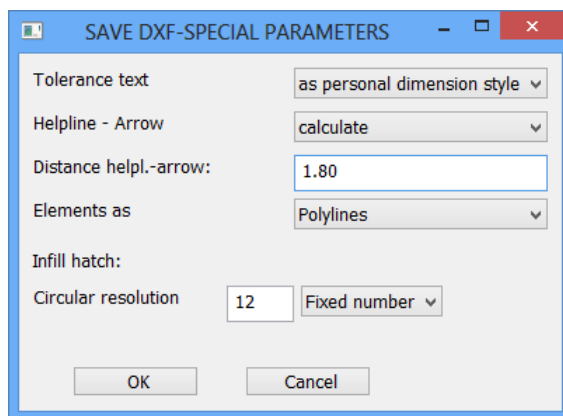 SAVE DXF-SPECIAL PARAMETERS
Tolerance text as personal dimension style
Helpline - Arrow calculate
Distance helpl.-arrow: 1.80
Elements as Polylines
Infill hatch:
Circular resolution 12 Fixed number
OK Cancel